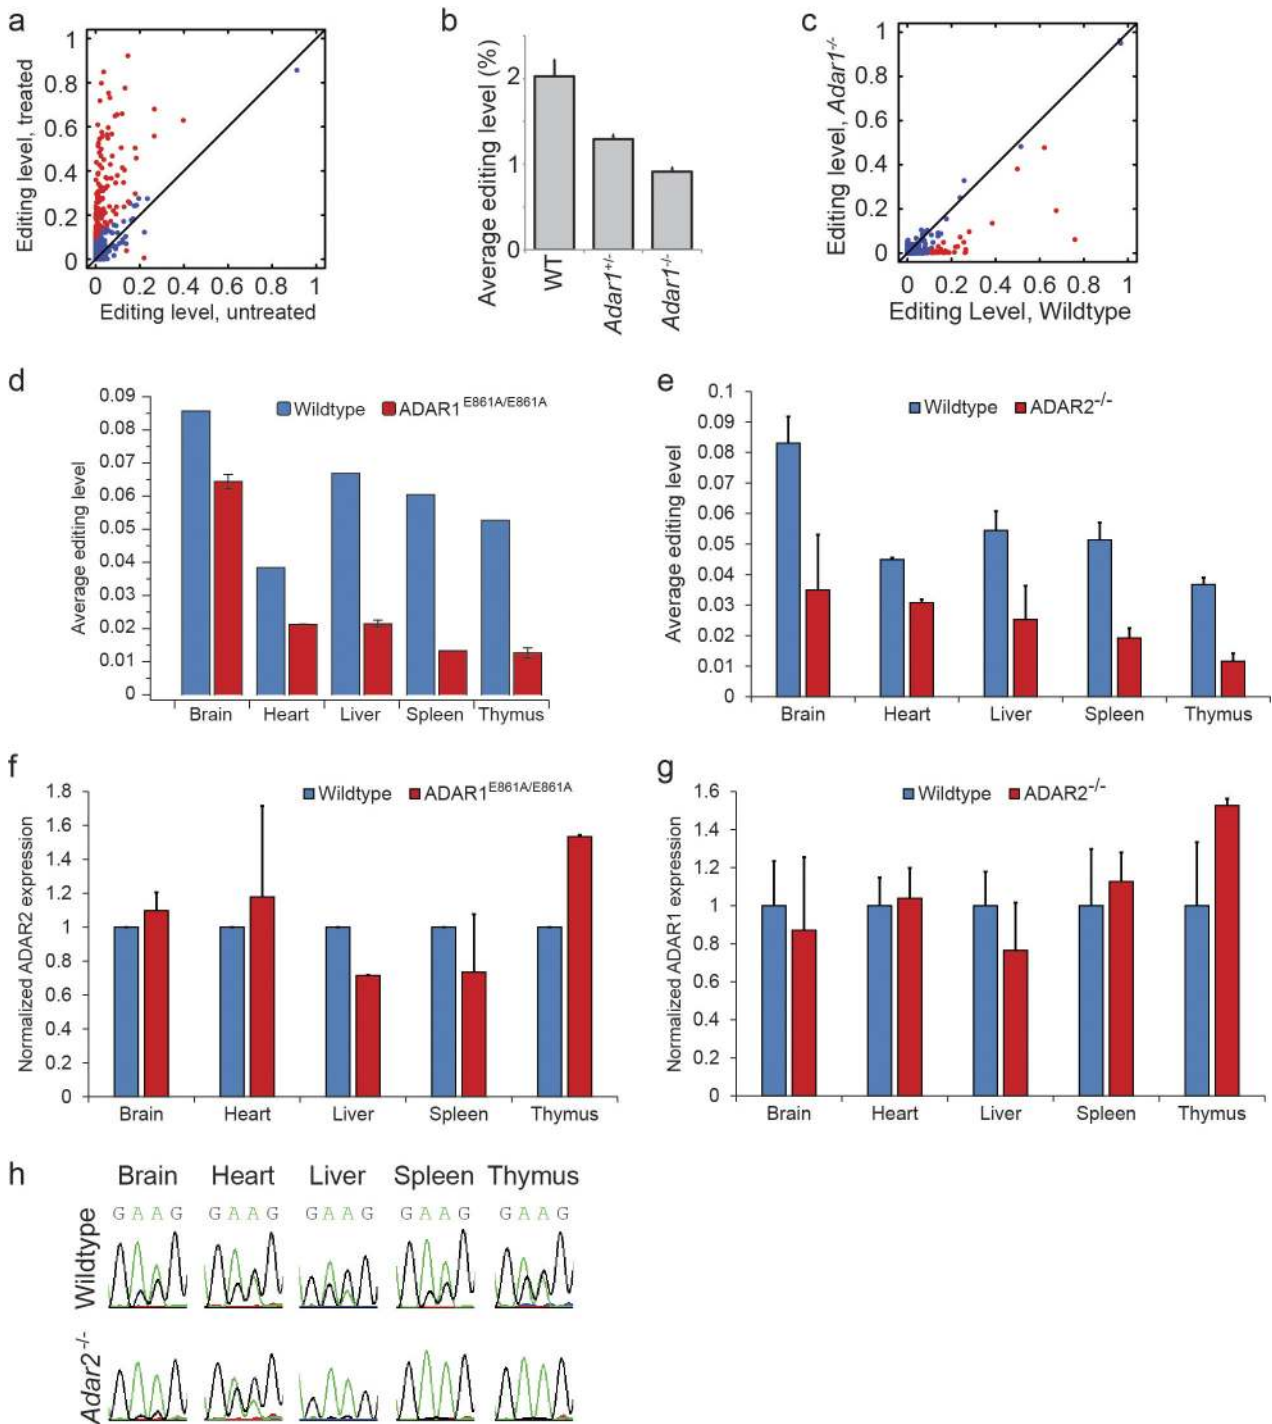 a
Editing level, treated
1
0.8
0.6
0.4
0.2
0
0 0.2 0.4 0.6 0.8 1
Editing level, untreated
b
Average editing level (%)
2
1
0
WT
Adar1+/-
Adar1-/-
c
Editing level, Adar1-/-
1
0.8
0.6
0.4
0.2
0
0 0.2 0.4 0.6 0.8 1
Editing Level, Wildtype
d
Wildtype ADAR1E861A/E861A
Average editing level
0.09
0.08
0.07
0.06
0.05
0.04
0.03
0.02
0.01
0
Brain Heart Liver Spleen Thymus
e
Wildtype ADAR2-/-
Average editing level
0.1
0.09
0.08
0.07
0.06
0.05
0.04
0.03
0.02
0.01
0
Brain Heart Liver Spleen Thymus
f
Wildtype ADAR1E861A/E861A
Normalized ADAR2 expression
1.8
1.6
1.4
1.2
1
0.8
0.6
0.4
0.2
0
Brain Heart Liver Spleen Thymus
g
Wildtype ADAR2-/-
Normalized ADAR1 expression
1.6
1.4
1.2
1
0.8
0.6
0.4
0.2
0
Brain Heart Liver Spleen Thymus
h
Brain Heart Liver Spleen Thymus
G A A G G A A G G A A G G A A G G A A G
Wildtype
Adar2-/-